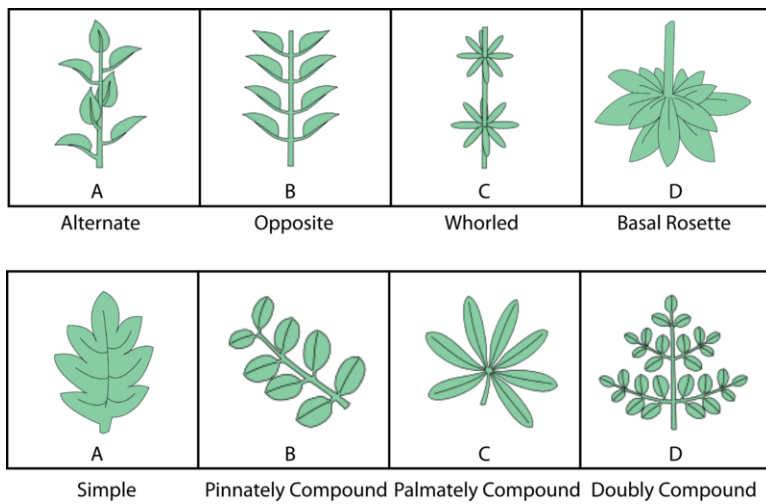 A B C D
Alternate Opposite Whorled Basal Rosette
A B C D
Simple Pinnately Compound Palmately Compound Doubly Compound